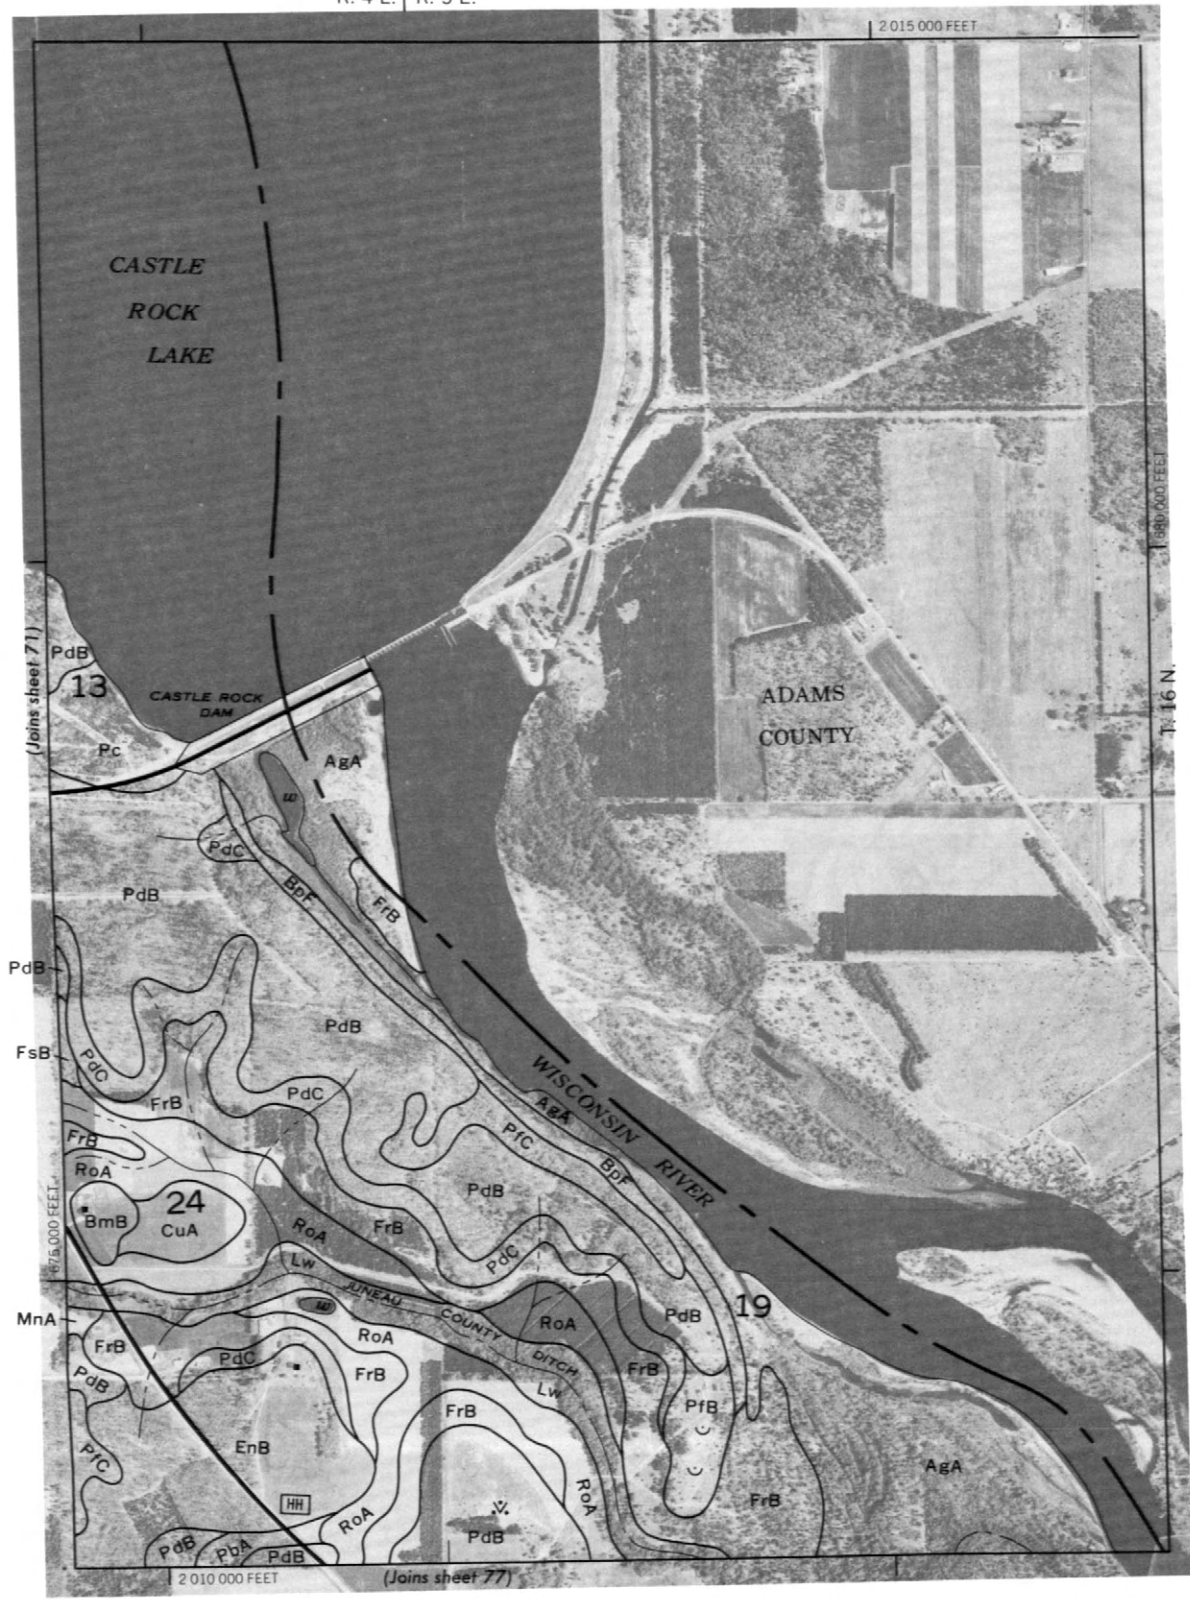 R. 4 E. | R. 5 E.
2 015 000 FEET
CASTLE
ROCK
LAKE
680 000 FEET
(Joins sheet 71)
PdB
13
CASTLE ROCK
DAM
ADAMS
COUNTY
T. 16 N.
Pc
AgA
w
PdC
BpF
PdB
FrB
PdB
PdB
FsB
PdC
PdC
FrB
WISCONSIN
RIVER
AgA
PfC
BpF
FrB
RoA
PdB
24
CuA
BmB
RoA
FrB
PdC
675 000 FEET
Lw
JUNEAU
COUNTY
DITCH
w
MnA
RoA
RoA
PdB
19
FrB
PdC
FrB
FrB
PdB
Lw
PfB
FrB
PfC
EnB
AgA
HH
RoA
RoA
FrB
PdB
PdB
PbA
PdB
2 010 000 FEET
(Joins sheet 77)